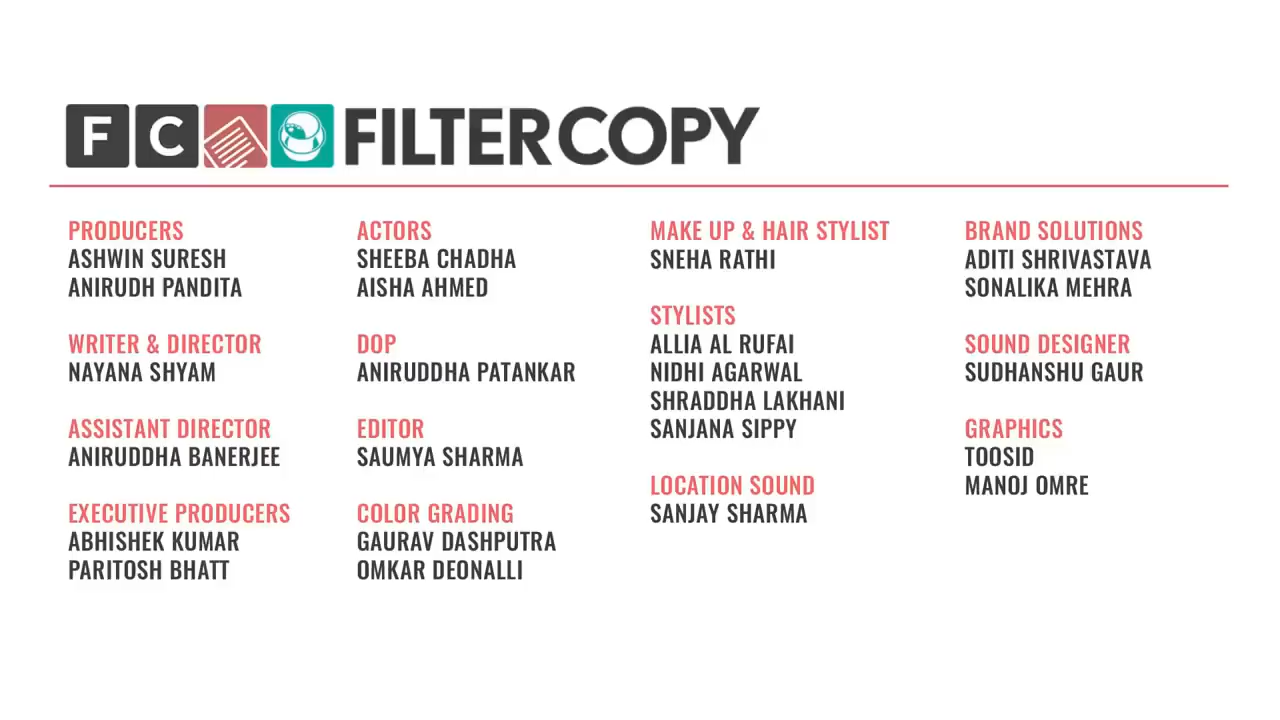 FC FILTERCOPY
PRODUCERS
ASHWIN SURESH
ANIRUDH PANDITA
WRITER & DIRECTOR
NAYANA SHYAM
ASSISTANT DIRECTOR
ANIRUDDHA BANERJEE
EXECUTIVE PRODUCERS
ABHISHEK KUMAR
PARITOSH BHATT
ACTORS
SHEEBA CHADHA
AISHA AHMED
DOP
ANIRUDDHA PATANKAR
EDITOR
SAUMYA SHARMA
COLOR GRADING
GAURAV DASHPUTRA
OMKAR DEONALLI
MAKE UP & HAIR STYLIST
SNEHA RATHI
STYLISTS
ALLIA AL RUFAI
NIDHI AGARWAL
SHRADDHA LAKHANI
SANJANA SIPPY
LOCATION SOUND
SANJAY SHARMA
BRAND SOLUTIONS
ADITI SHRIVASTAVA
SONALIKA MEHRA
SOUND DESIGNER
SUDHANSHU GAUR
GRAPHICS
TOOSID
MANOJ OMRE